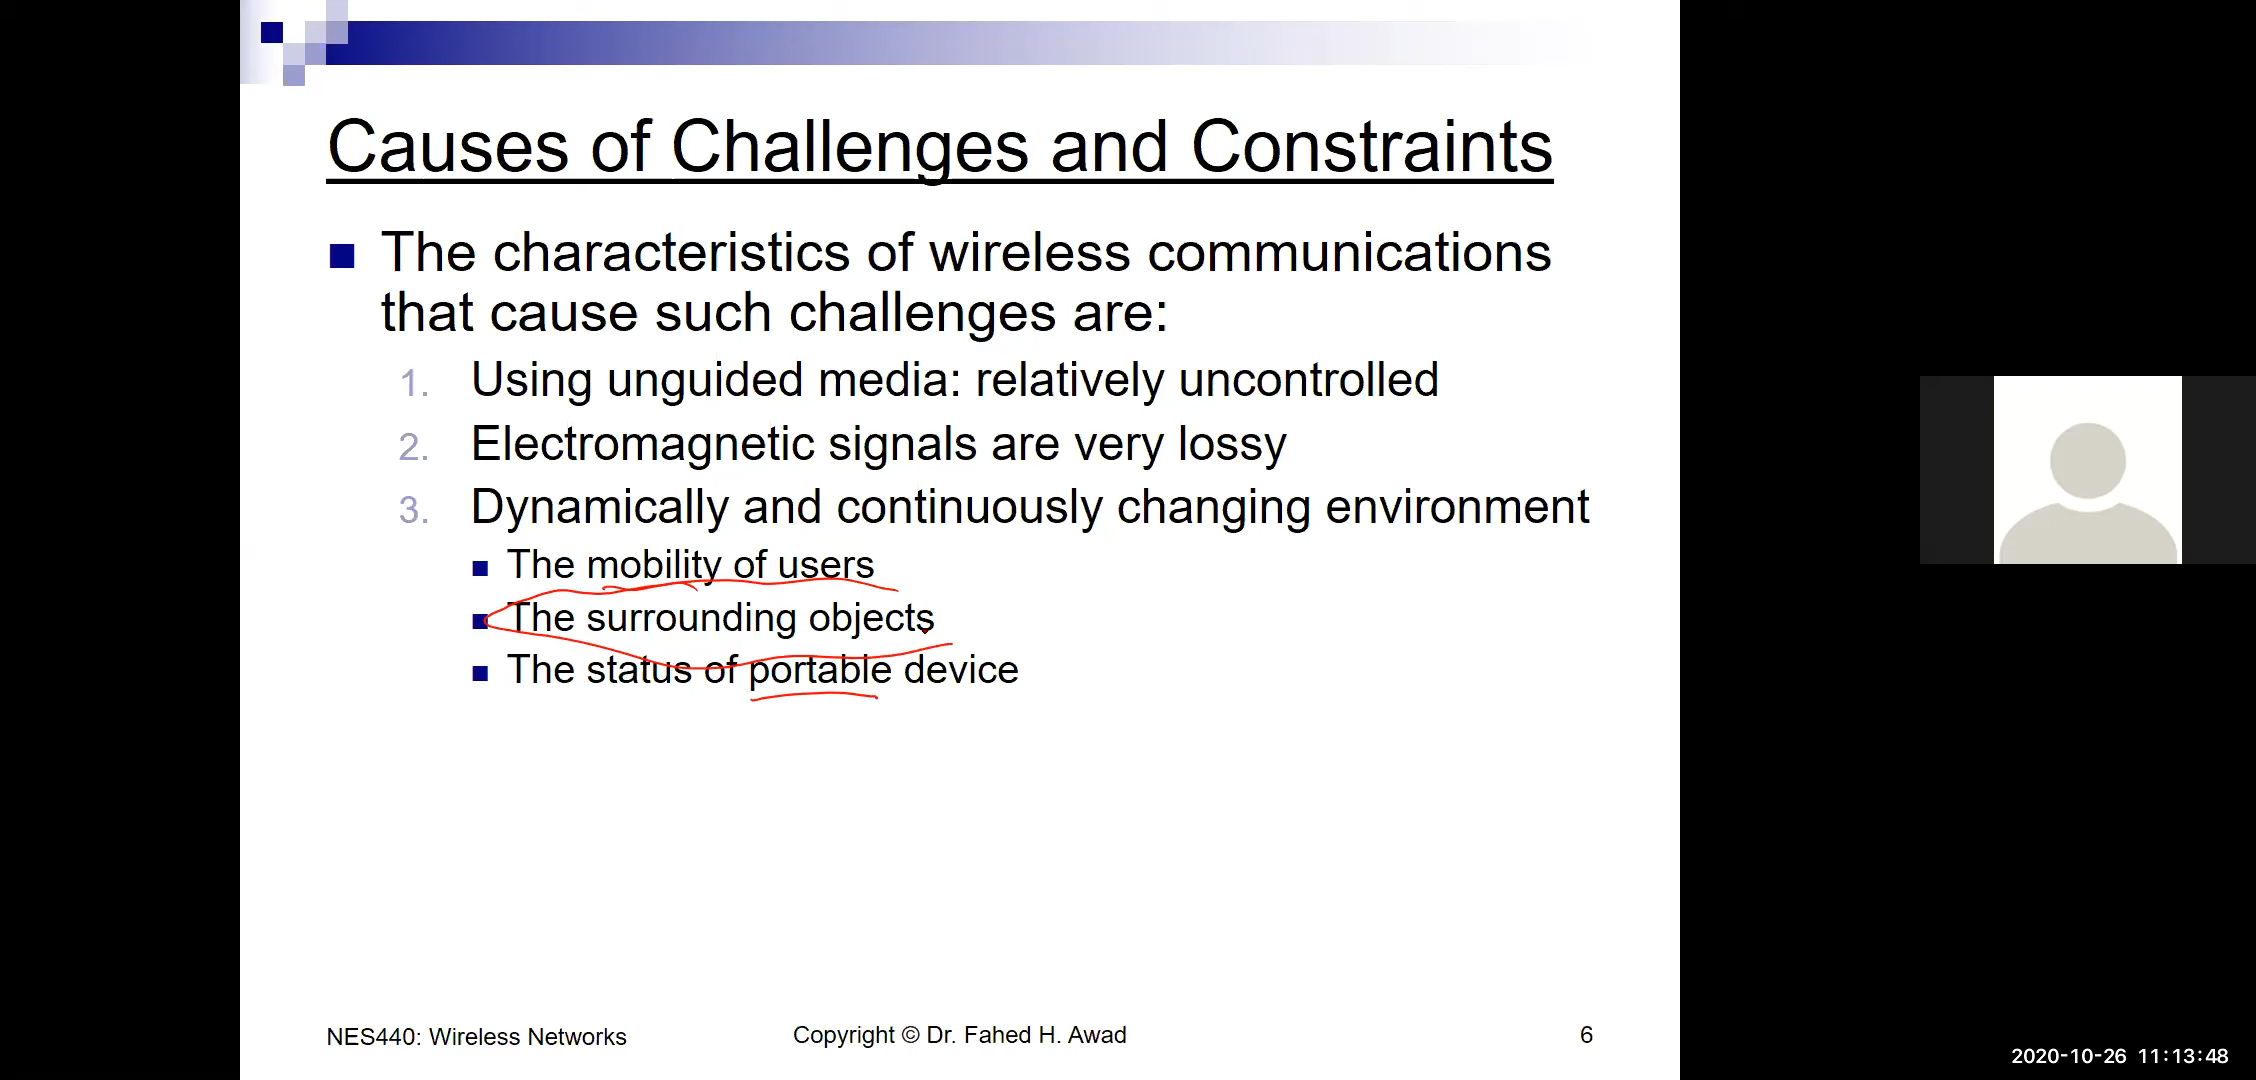 Causes of Challenges and Constraints
The characteristics of wireless communications
that cause such challenges are:
1. Using unguided media: relatively uncontrolled
2. Electromagnetic signals are very lossy
3. Dynamically and continuously changing environment
The mobility of users
The surrounding objects
The status of portable device
NES440: Wireless Networks
Copyright © Dr. Fahed H. Awad
6
2020-10-26 11:13:48